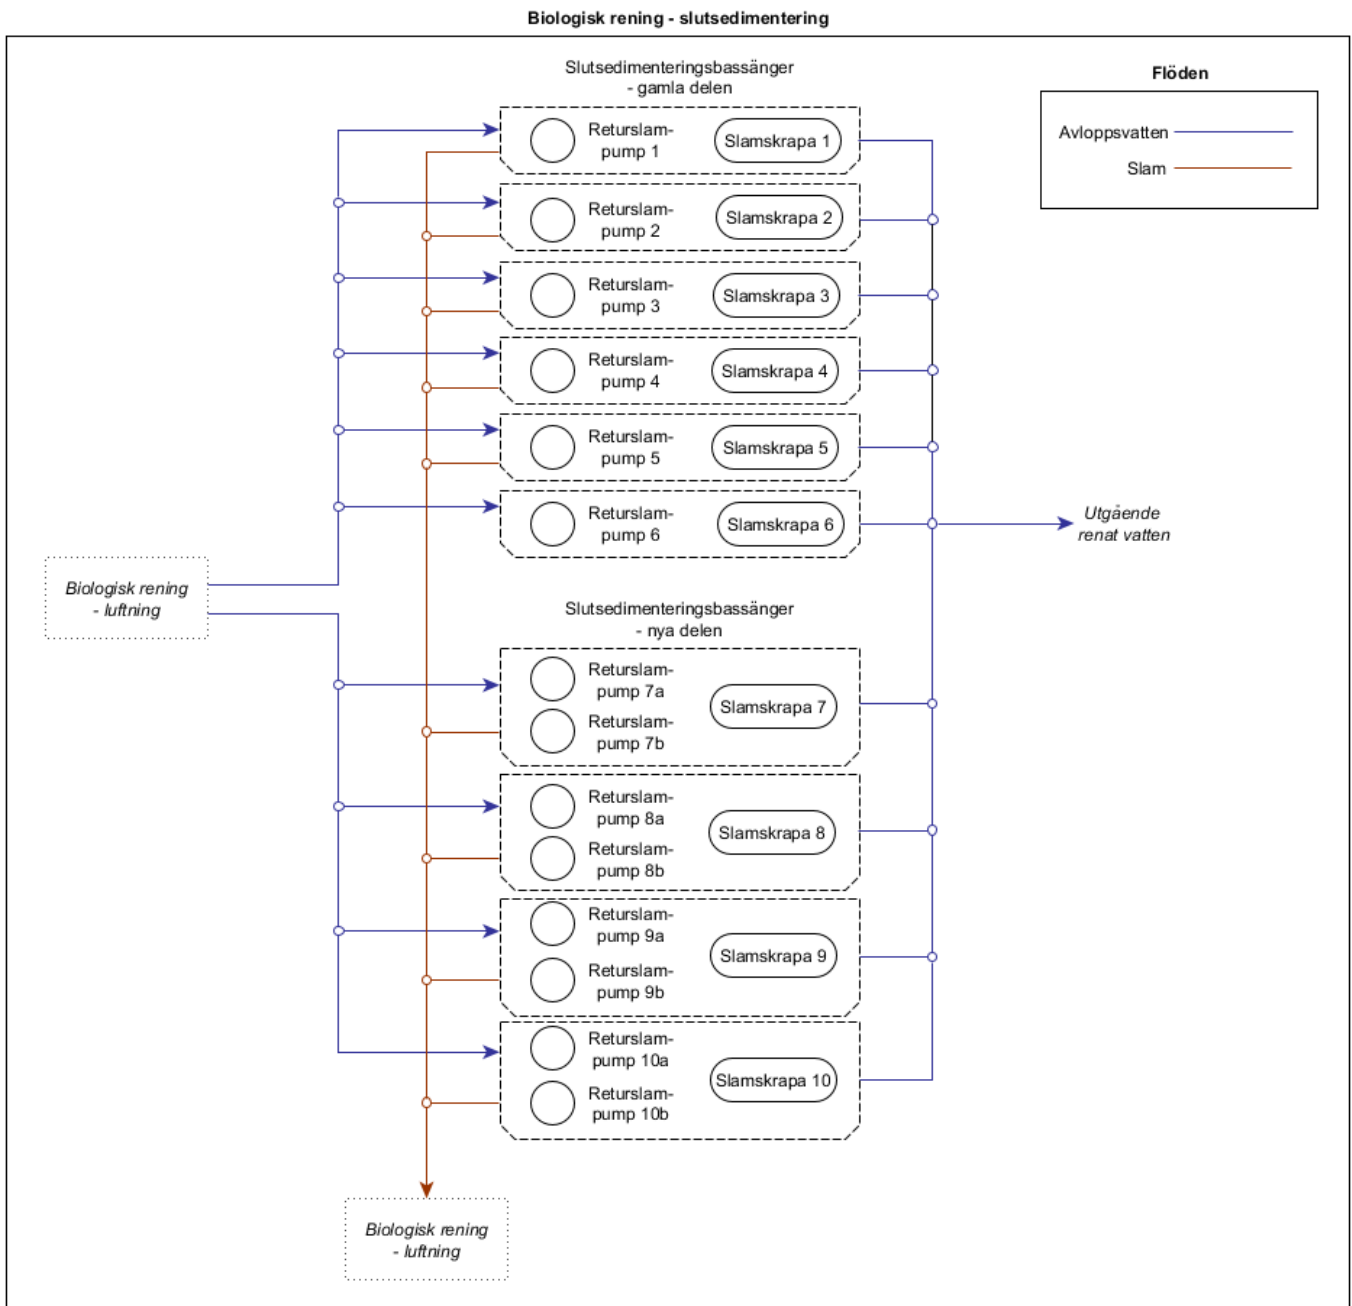 Biologisk rening - slutsedimentering
Slutsedimenteringsbassänger
- gamla delen
Flöden
Avloppsvatten
Slam
Returslam-
pump 1
Slamskrapa 1
Returslam-
pump 2
Slamskrapa 2
Returslam-
pump 3
Slamskrapa 3
Returslam-
pump 4
Slamskrapa 4
Returslam-
pump 5
Slamskrapa 5
Returslam-
pump 6
Slamskrapa 6
Utgående
renat vatten
Biologisk rening
- luftning
Slutsedimenteringsbassänger
- nya delen
Returslam-
pump 7a
Slamskrapa 7
Returslam-
pump 7b
Returslam-
pump 8a
Slamskrapa 8
Returslam-
pump 8b
Returslam-
pump 9a
Slamskrapa 9
Returslam-
pump 9b
Returslam-
pump 10a
Slamskrapa 10
Returslam-
pump 10b
Biologisk rening
- luftning